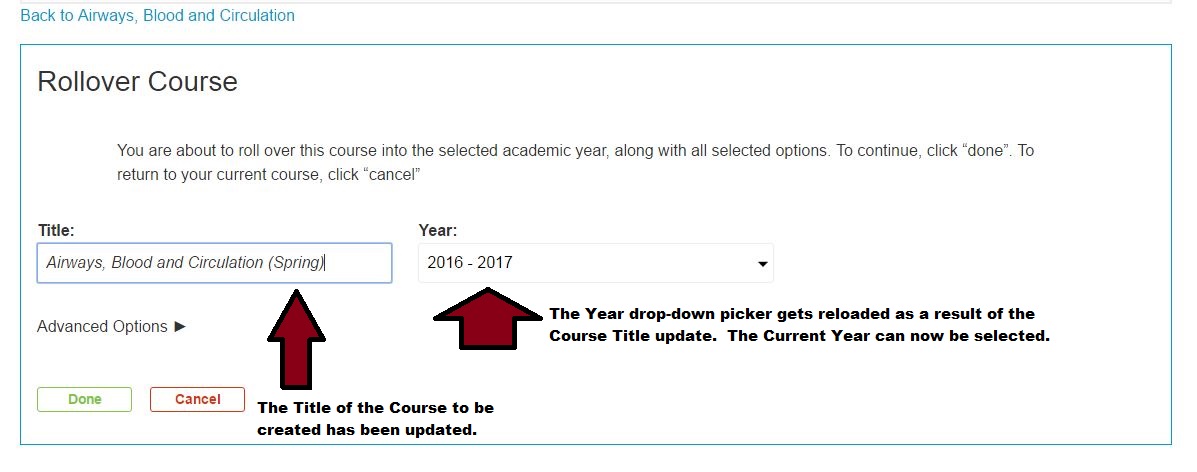 Back to Airways, Blood and Circulation
Rollover Course
You are about to roll over this course into the selected academic year, along with all selected options. To continue, click “done”. To
return to your current course, click “cancel”
Title:
Airways, Blood and Circulation (Spring)
Year:
2016 - 2017
The Year drop-down picker gets reloaded as a result of the
Course Title update. The Current Year can now be selected.
Advanced Options ▶
Done
Cancel
The Title of the Course to be
created has been updated.